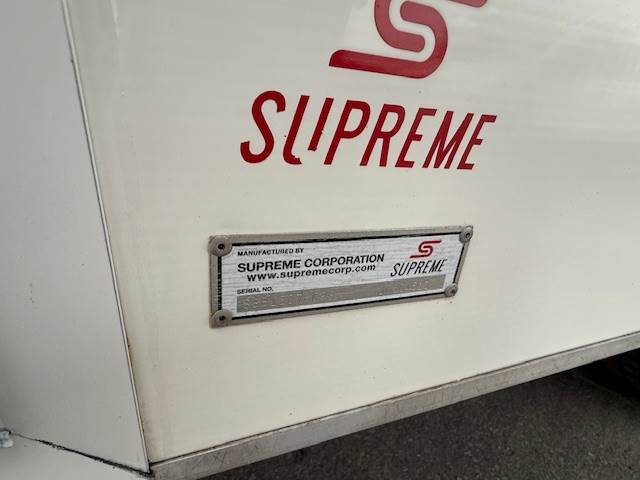 SUPREME
MANUFACTURED BY
SUPREME CORPORATION
www.supremecorp.com
SUPREME
SERIAL NO.